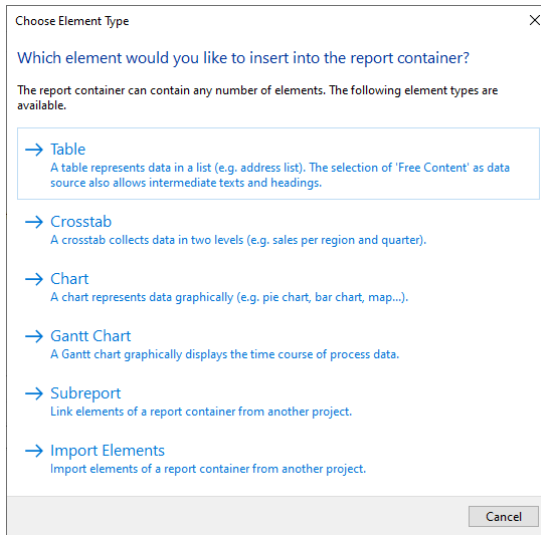 Choose Element Type
Which element would you like to insert into the report container?
The report container can contain any number of elements. The following element types are
available.
Table
A table represents data in a list (e.g. address list). The selection of 'Free Content' as data
source also allows intermediate texts and headings.
Crosstab
A crosstab collects data in two levels (e.g. sales per region and quarter).
Chart
A chart represents data graphically (e.g. pie chart, bar chart, map...).
Gantt Chart
A Gantt chart graphically displays the time course of process data.
Subreport
Link elements of a report container from another project.
Import Elements
Import elements of a report container from another project.
Cancel